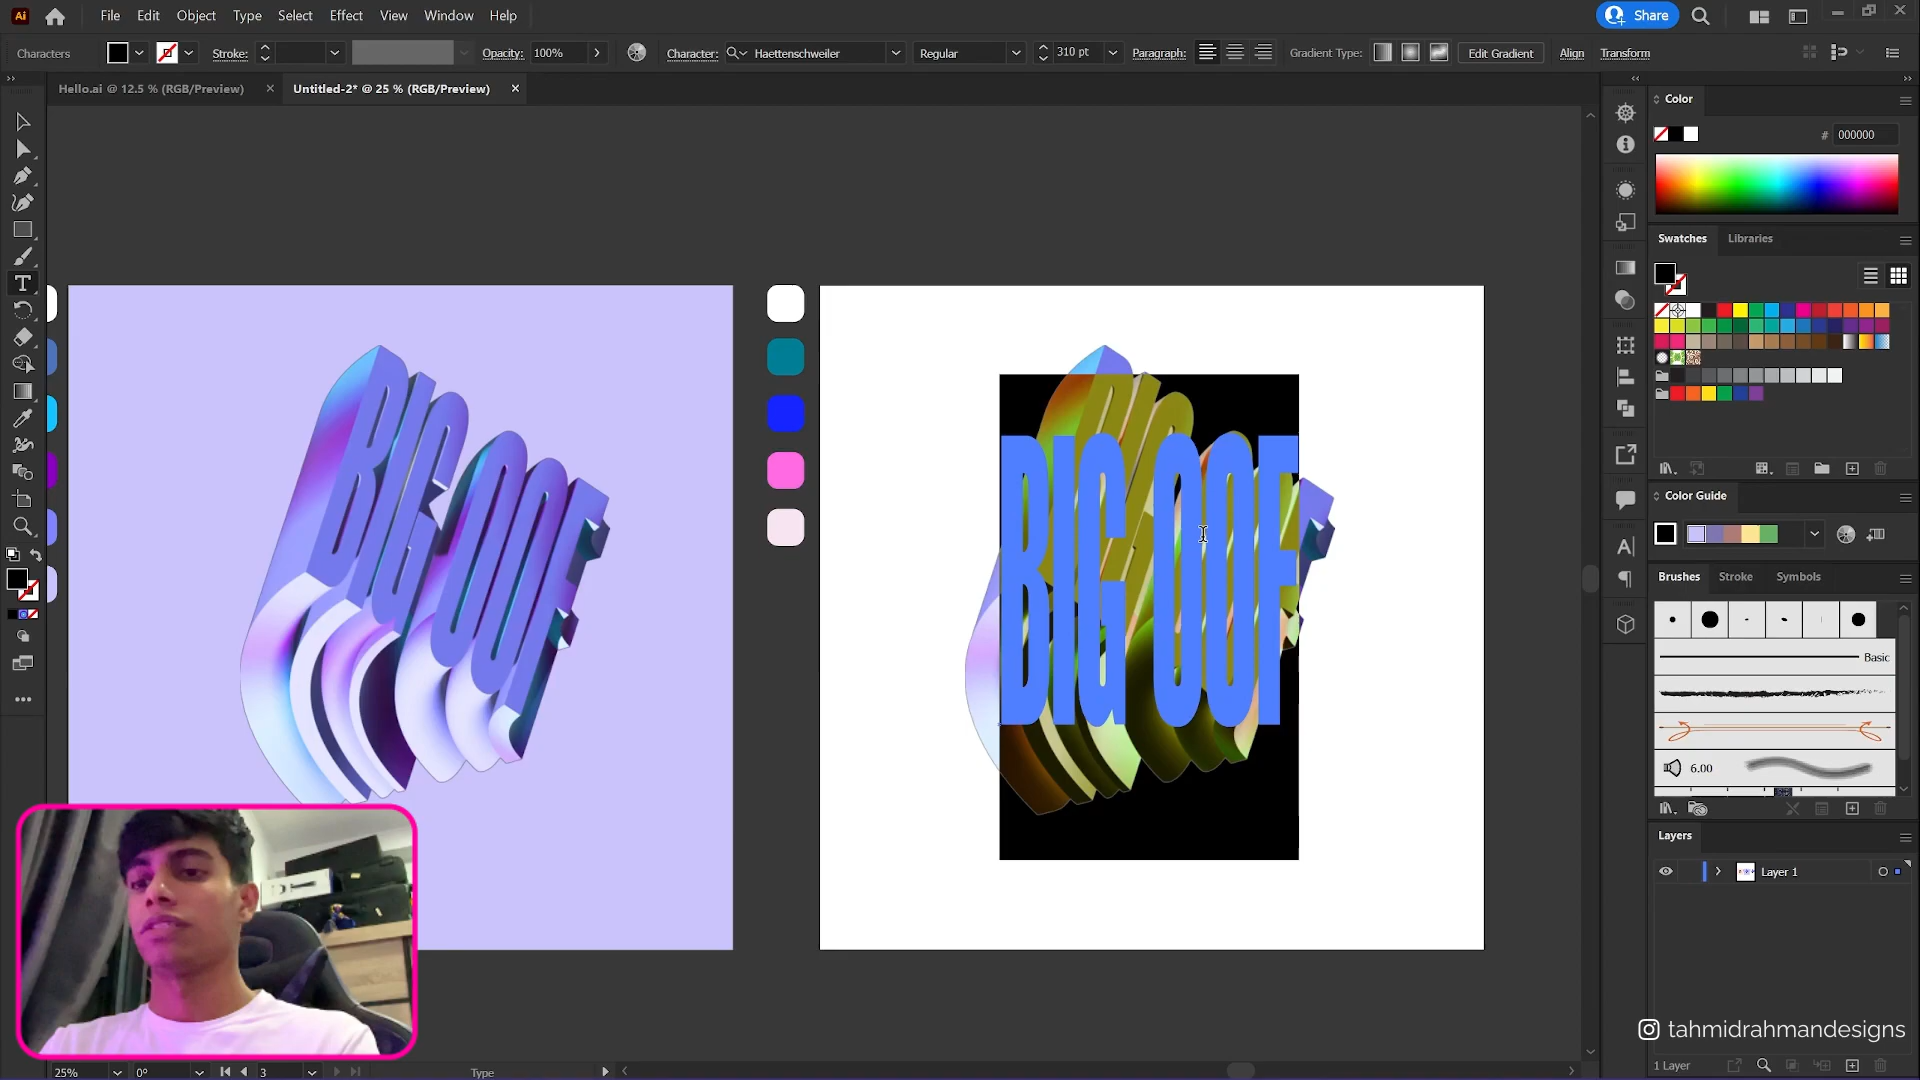 Ai File Edit Object Type Select Effect View Window Help Share
Characters Stroke: Opacity: 100% Character: Haettenschweiler Regular 310 pt Paragraph: Gradient Type: Edit Gradient Align Transform
Hello.ai @ 12.5 % (RGB/Preview) Untitled-2* @ 25 % (RGB/Preview)
Color
# 000000
Swatches Libraries
Color Guide
Brushes Stroke Symbols
Basic
6.00
Layers
Layer 1
1 Layer
BIG OOF
BIG OOF
BIG OOF
tahmidrahmandesigns
25% 0° 3 Type